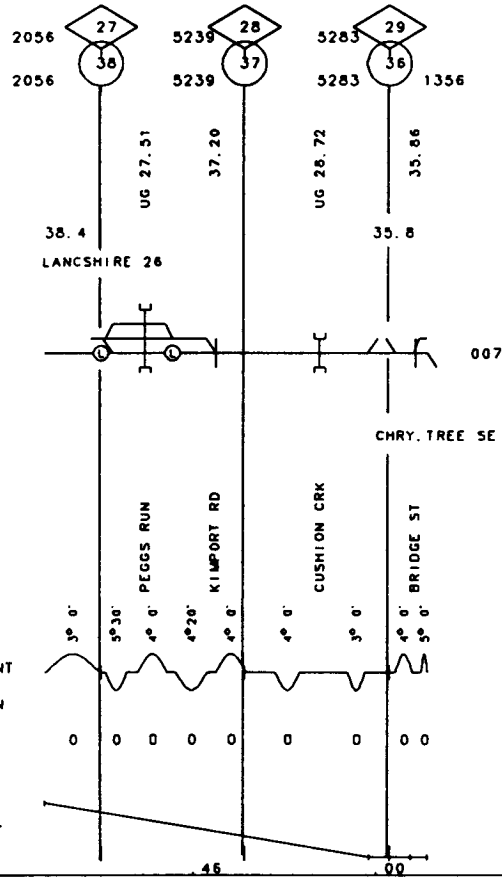 2056 27 5239 28 5283 29
2056 38 5239 37 5283 36 1356
UG 27.51
37.20
UG 28.72
35.86
38.4
35.8
LANCSHIRE 26
L L
007
CHRY. TREE SE
PEGGS RUN
KIMPORT RD
CUSHION CRK
BRIDGE ST
3° 0' 5°30' 4° 0' 4°20' 4° 0' 4° 0' 3° 0' 4° 0' 5° 0'
NT
N
0 0 0 0 0 0 0 0 0
.46 .00